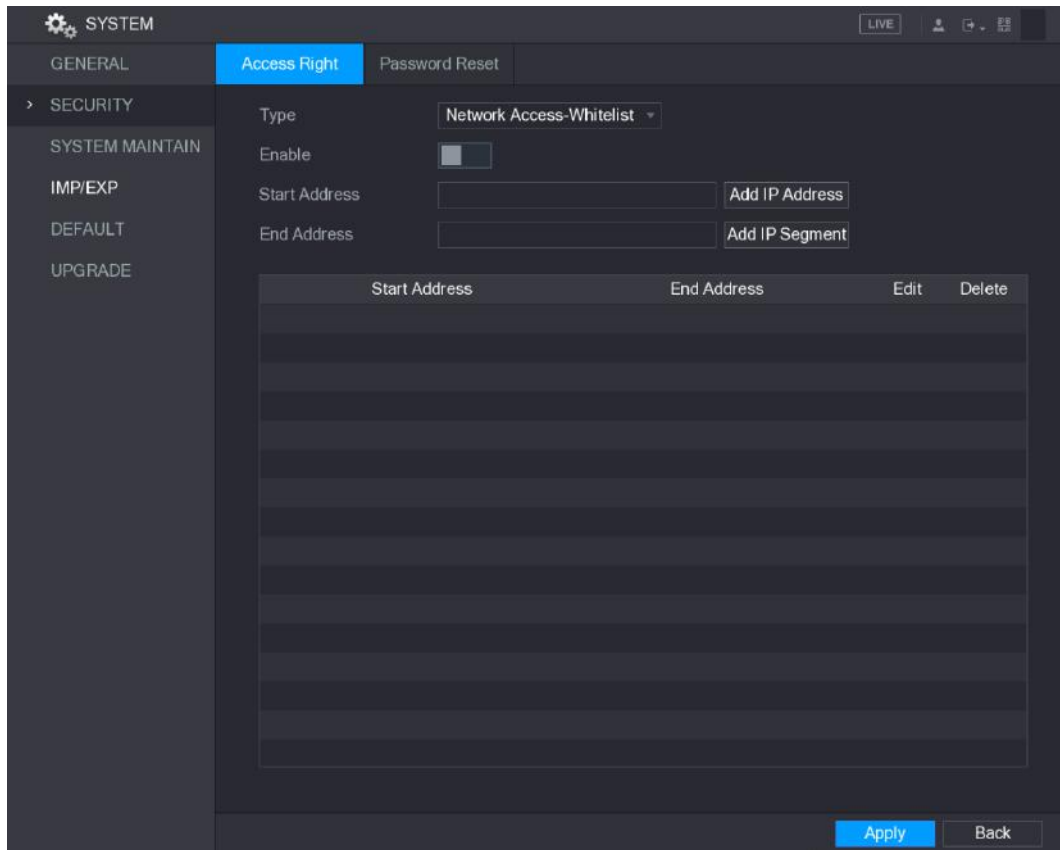 SYSTEM
LIVE
GENERAL
SECURITY
SYSTEM MAINTAIN
IMP/EXP
DEFAULT
UPGRADE
Access Right Password Reset
Type Network Access-Whitelist
Enable
Start Address Add IP Address
End Address Add IP Segment
Start Address End Address Edit Delete
Apply Back